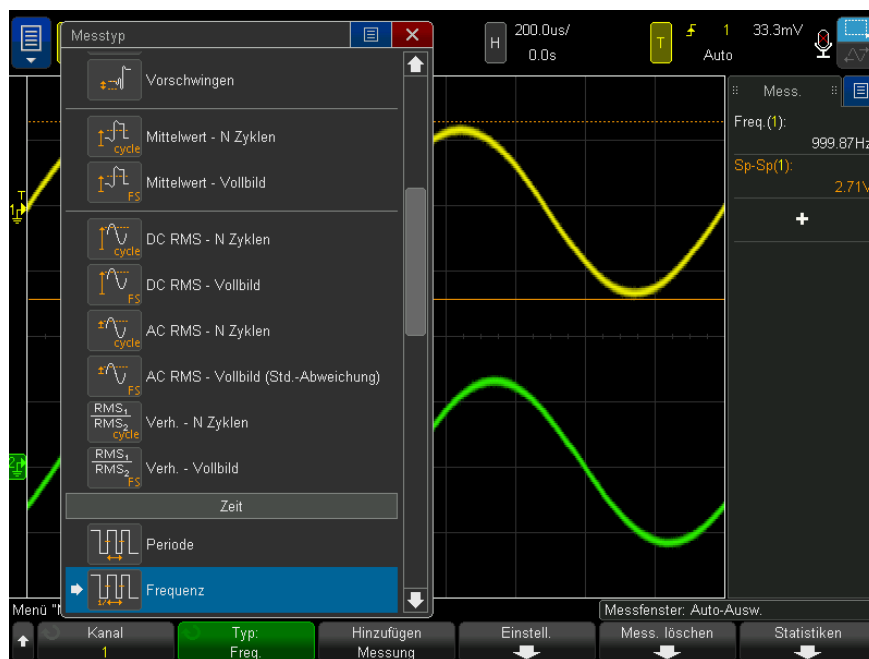 Messtyp
H
200.0us/
0.0s
T
1
33.3mV
Auto
Vorschwingen
cycle
Mittelwert - N Zyklen
FS
Mittelwert - Vollbild
cycle
DC RMS - N Zyklen
FS
DC RMS - Vollbild
cycle
AC RMS - N Zyklen
FS
AC RMS - Vollbild (Std.-Abweichung)
RMS₁
RMS₂
cycle
Verh. - N Zyklen
RMS₁
RMS₂
FS
Verh. - Vollbild
Zeit
Periode
1/
Frequenz
T
1
2
Mess.
Freq.(1):
999.87Hz
Sp-Sp(1):
2.71V
+
Menü
Messfenster: Auto-Ausw.
Kanal
1
Typ:
Freq.
Hinzufügen
Messung
Einstell.
Mess. löschen
Statistiken